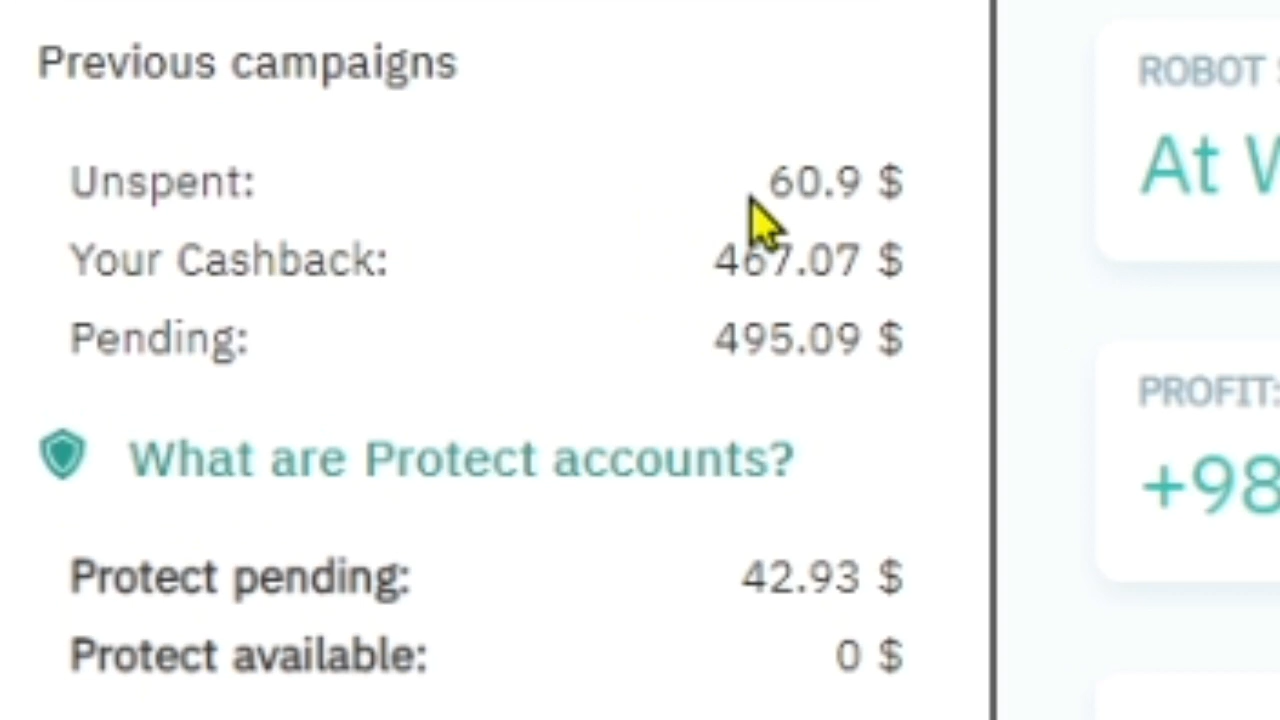 Previous campaigns
Unspent: 60.9 $
Your Cashback: 467.07 $
Pending: 495.09 $
What are Protect accounts?
Protect pending: 42.93 $
Protect available: 0 $
ROBOT
At
PROFIT:
+98